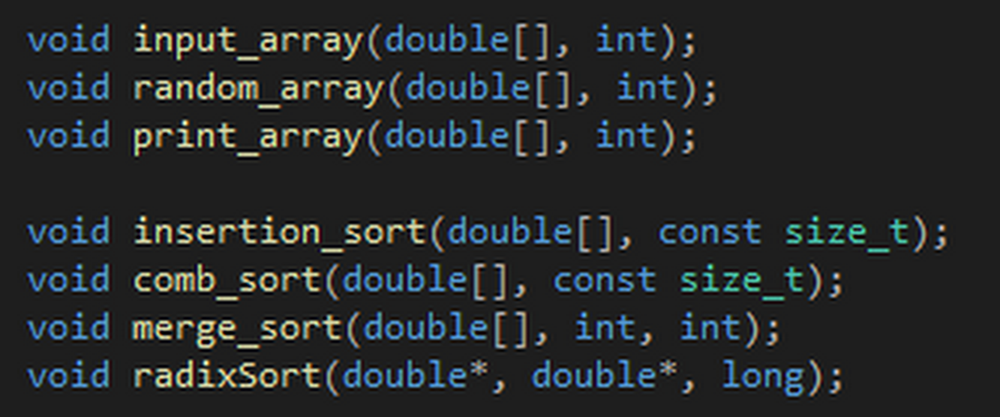 void input_array(double[], int);
void random_array(double[], int);
void print_array(double[], int);
void insertion_sort(double[], const size_t);
void comb_sort(double[], const size_t);
void merge_sort(double[], int, int);
void radixSort(double*, double*, long);